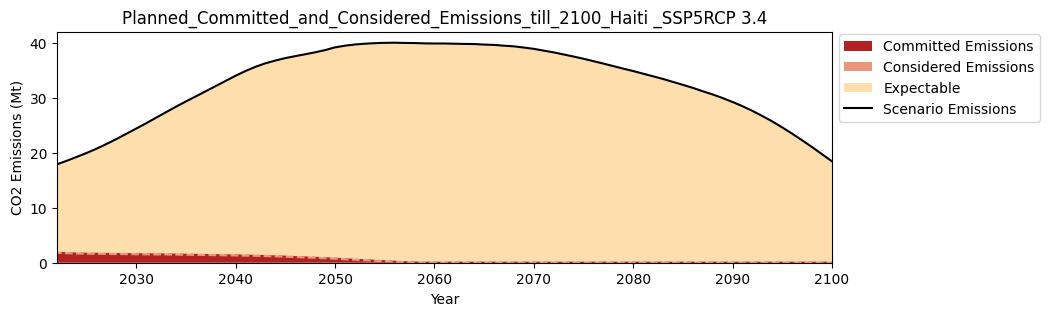 Planned_Committed_and_Considered_Emissions_till_2100_Haiti _SSP5RCP 3.4
Committed Emissions
Considered Emissions
Expectable
Scenario Emissions
CO2 Emissions (Mt)
40
30
20
10
0
2030 2040 2050 2060 2070 2080 2090 2100
Year